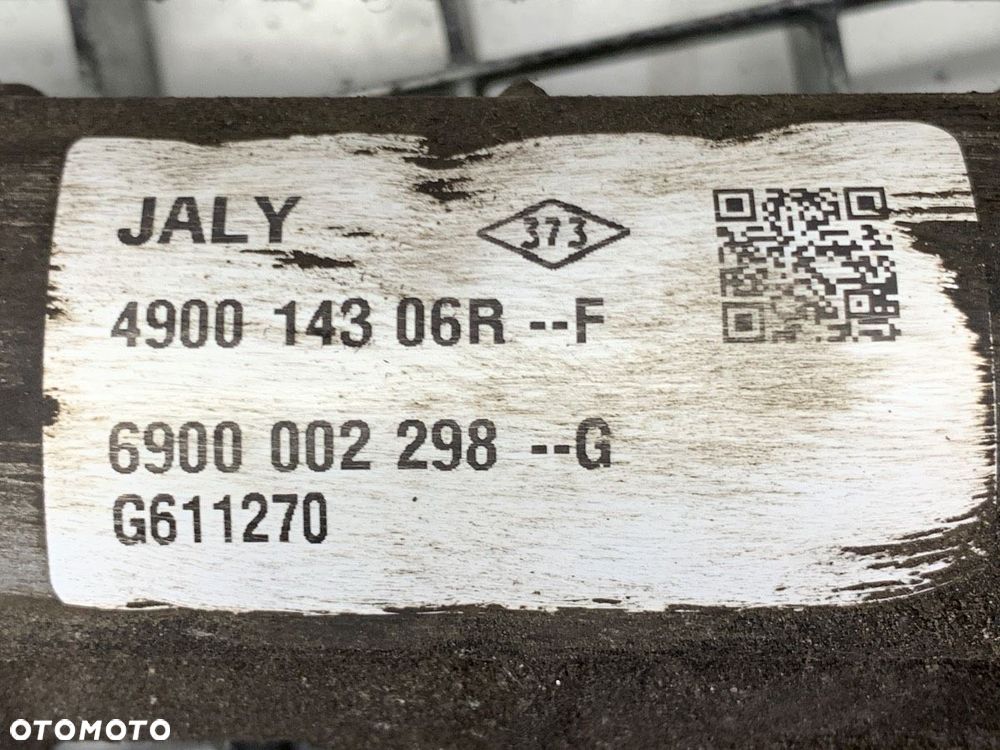 JALY
373
4900 143 06R --F
6900 002 298 --G
G611270
OTOMOTO